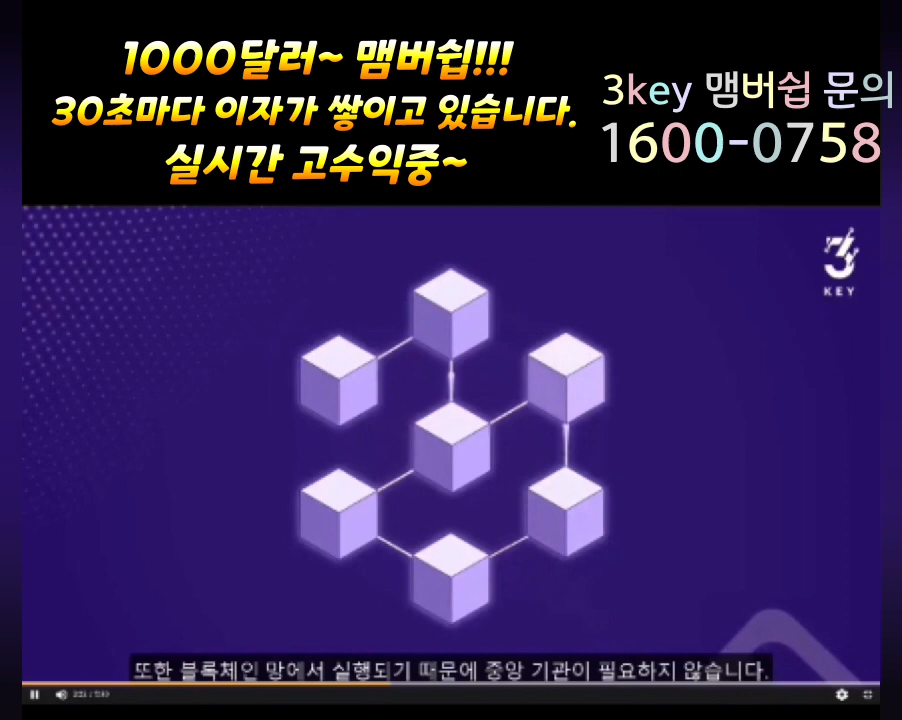 1000달러~ 맴버쉽!!!
30초마다 이자가 쌓이고 있습니다.
실시간 고수익중~
3key 맴버쉽 문의
1600-0758
3
KEY
또한 블록체인 망에서 실행되기 때문에 중앙 기관이 필요하지 않습니다.